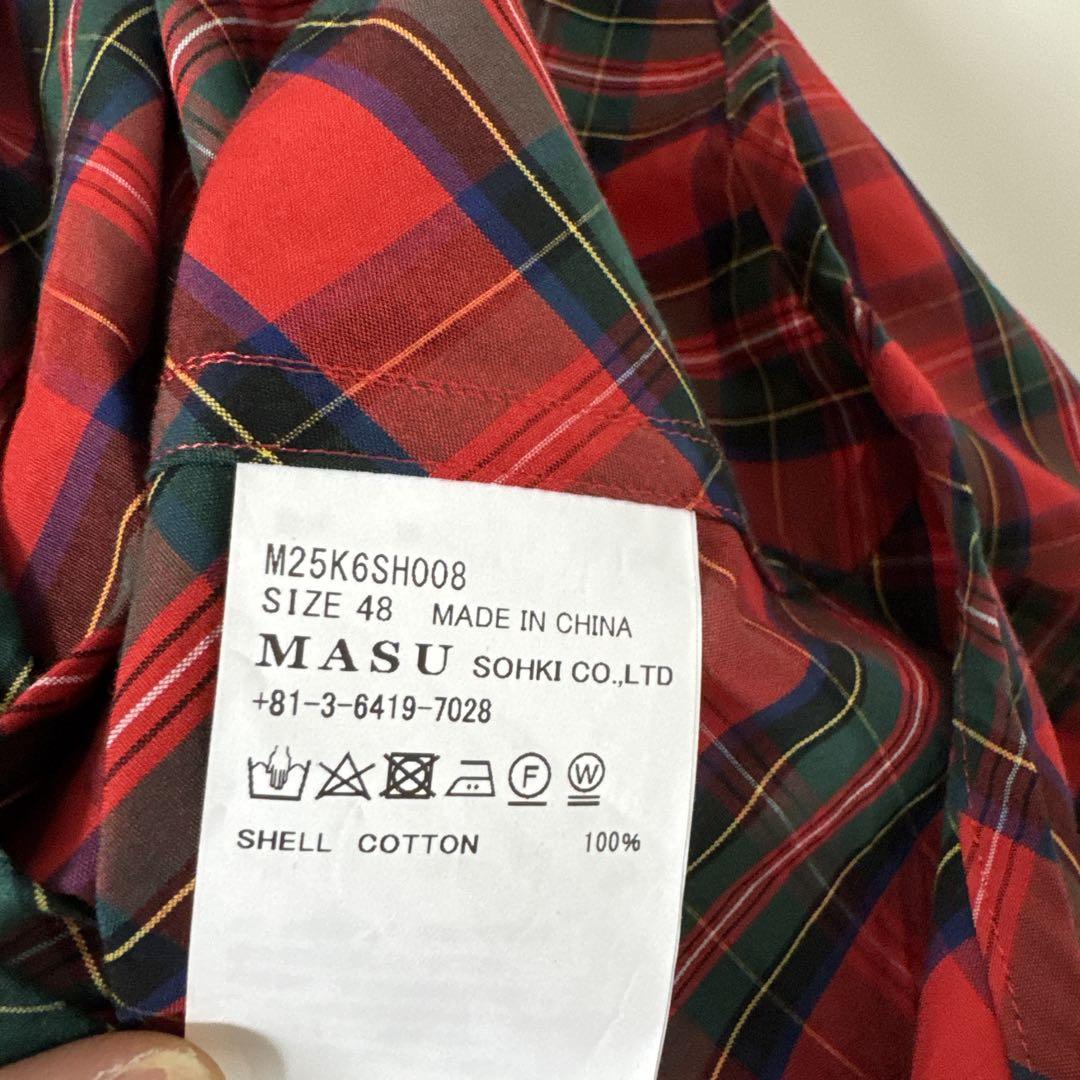 M25K6SH008
SIZE 48 MADE IN CHINA
MASU SOHKI CO.,LTD
+81-3-6419-7028
F W
SHELL COTTON 100%